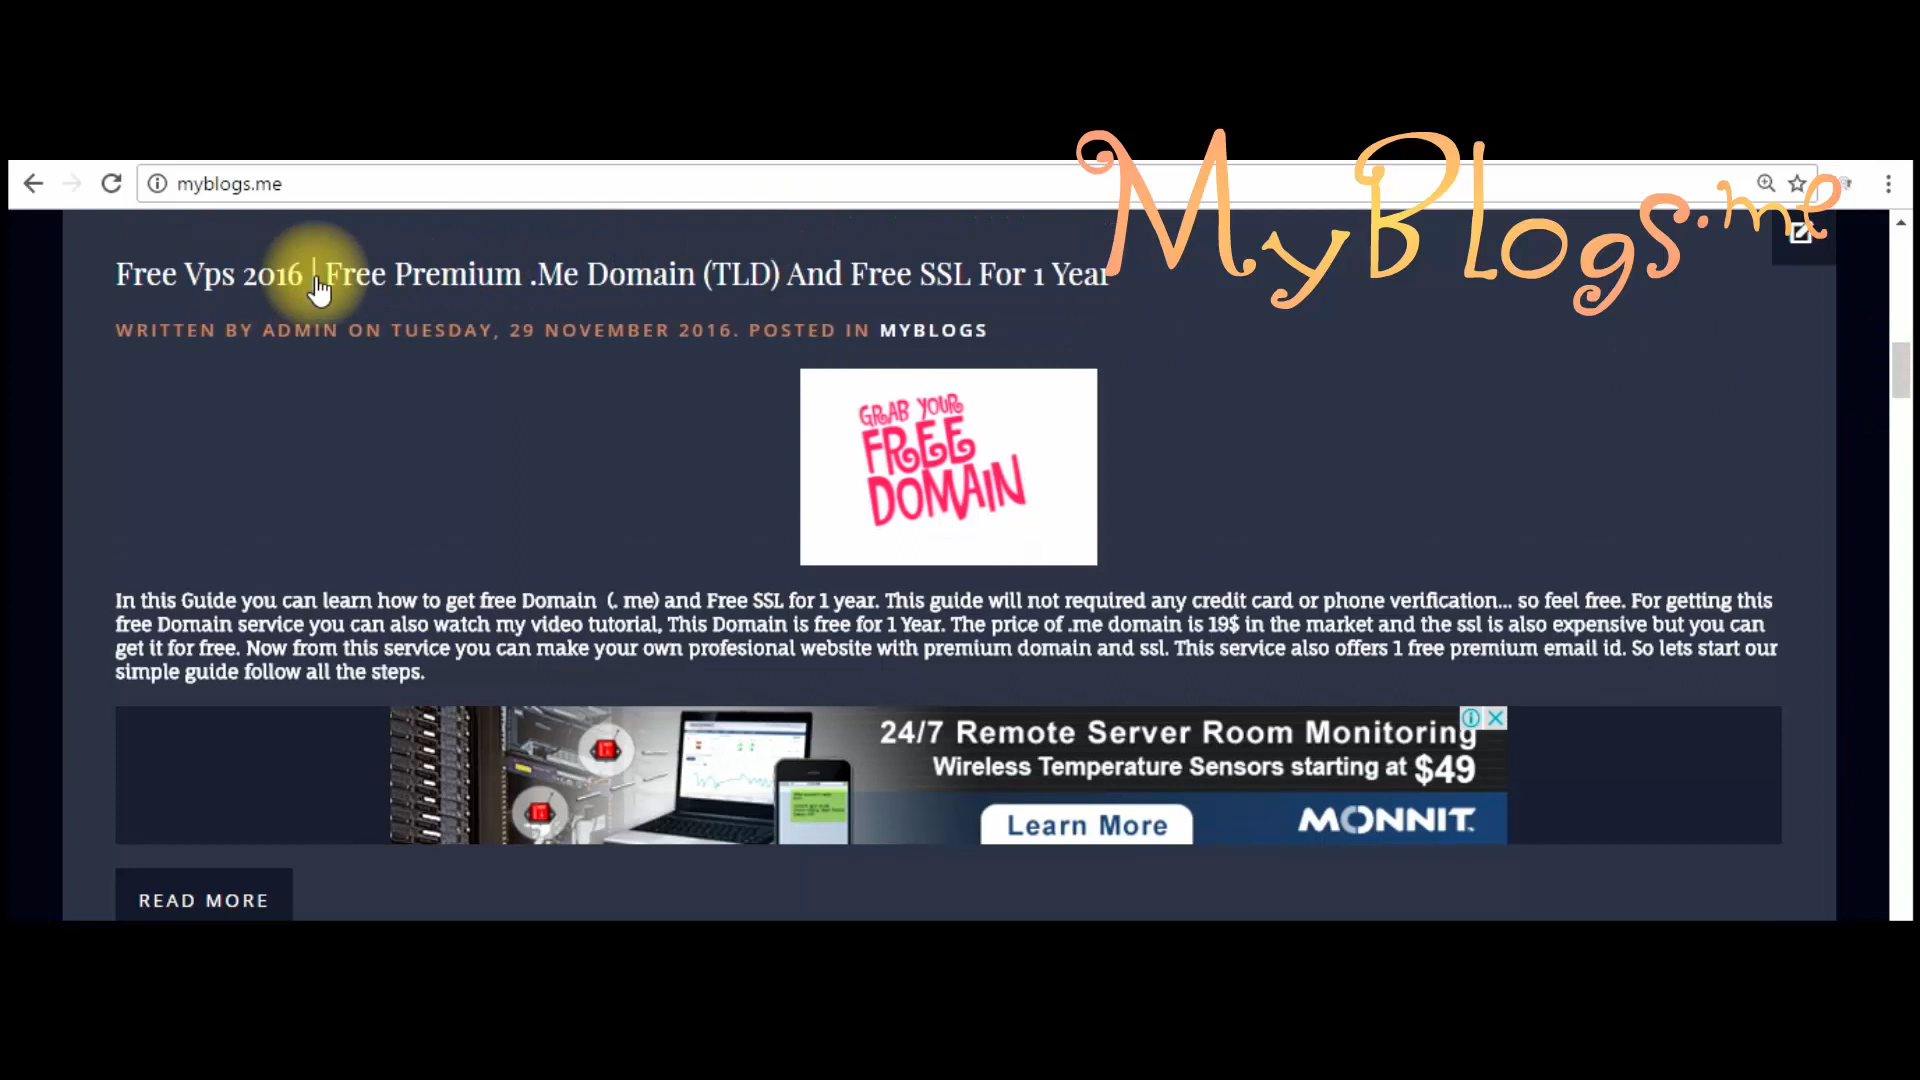 MyBlogs.me
myblogs.me
Free Vps 2016 | Free Premium .Me Domain (TLD) And Free SSL For 1 Year
WRITTEN BY ADMIN ON TUESDAY, 29 NOVEMBER 2016. POSTED IN MYBLOGS
GRAB YOUR
FREE
DOMAIN
In this Guide you can learn how to get free Domain (. me) and Free SSL for 1 year. This guide will not required any credit card or phone verification... so feel free. For getting this
free Domain service you can also watch my video tutorial, This Domain is free for 1 Year. The price of .me domain is 19$ in the market and the ssl is also expensive but you can
get it for free. Now from this service you can make your own profesional website with premium domain and ssl. This service also offers 1 free premium email id. So lets start our
simple guide follow all the steps.
24/7 Remote Server Room Monitoring
Wireless Temperature Sensors starting at $49
Learn More
MONNIT
READ MORE